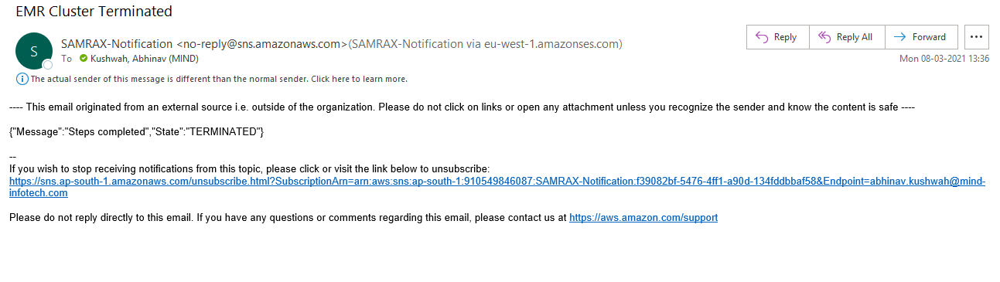 EMR Cluster Terminated
S
SAMRAX-Notification <no-reply@sns.amazonaws.com>(SAMRAX-Notification via eu-west-1.amazonses.com)
To Kushwah, Abhinav (MIND)
Reply
Reply All
Forward
...
Mon 08-03-2021 13:36
The actual sender of this message is different than the normal sender. Click here to learn more.
---- This email originated from an external source i.e. outside of the organization. Please do not click on links or open any attachment unless you recognize the sender and know the content is safe ----
{"Message":"Steps completed","State":"TERMINATED"}
--
If you wish to stop receiving notifications from this topic, please click or visit the link below to unsubscribe:
https://sns.ap-south-1.amazonaws.com/unsubscribe.html?SubscriptionArn=arn:aws:sns:ap-south-1:910549846087:SAMRAX-Notification:f39082bf-5476-4ff1-a90d-134fddbbaf58&Endpoint=abhinav.kushwah@mind-
infotech.com
Please do not reply directly to this email. If you have any questions or comments regarding this email, please contact us at https://aws.amazon.com/support